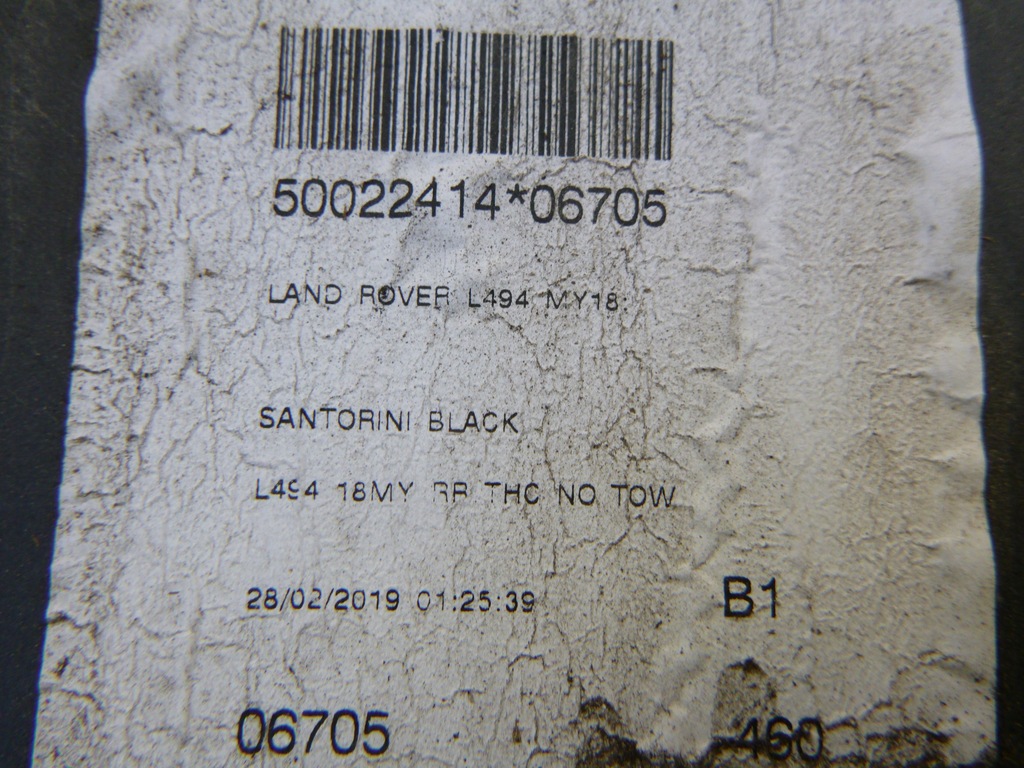 50022414*06705
LAND ROVER L494 MY18
SANTORINI BLACK
L494 18MY RR THC NO TOW
28/02/2019 01:25:39
B1
06705
460